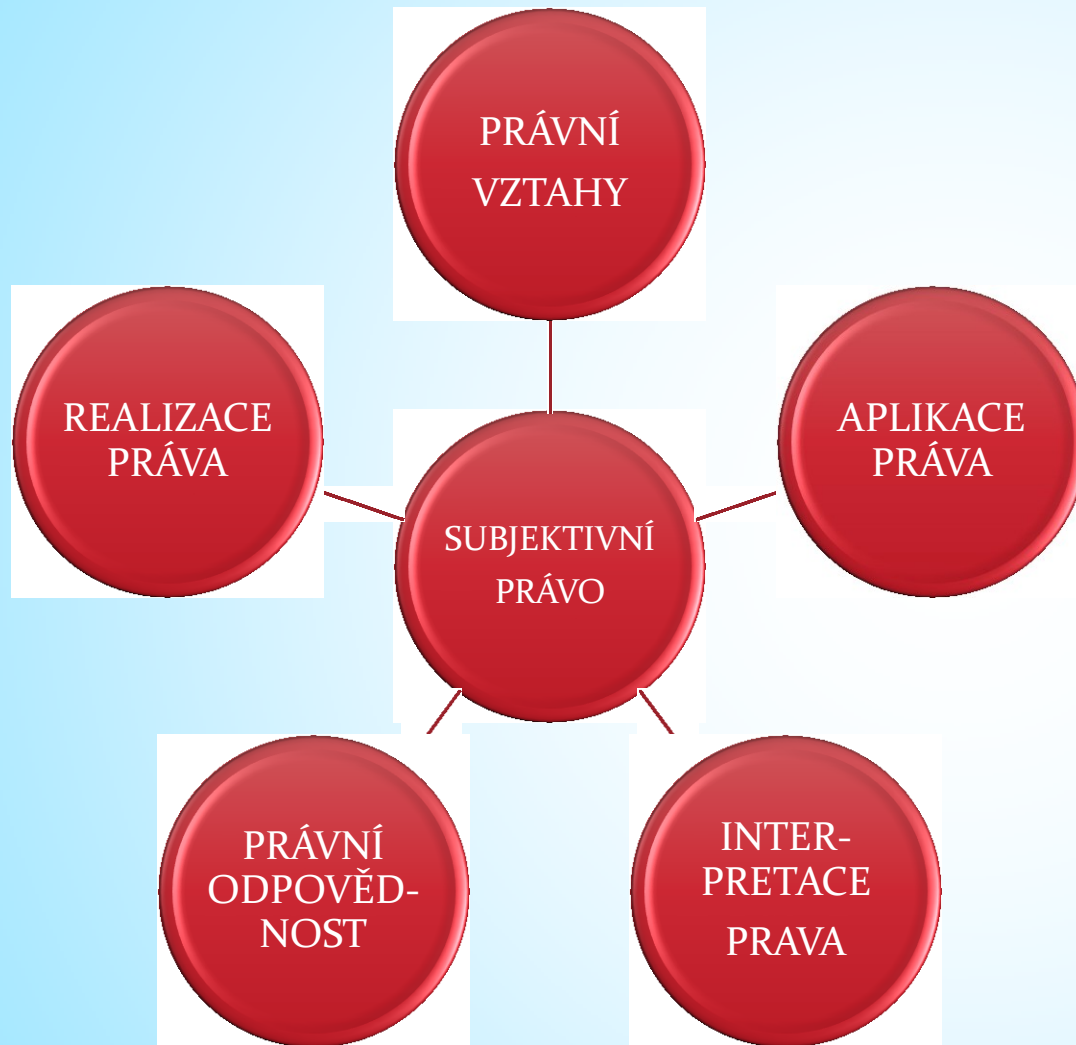 PRÁVNÍ
VZTAHY
REALIZACE
PRÁVA
APLIKACE
PRÁVA
SUBJEKTIVNÍ
PRÁVO
PRÁVNÍ
ODPOVĚD-
NOST
INTER-
PRETACE
PRAVA